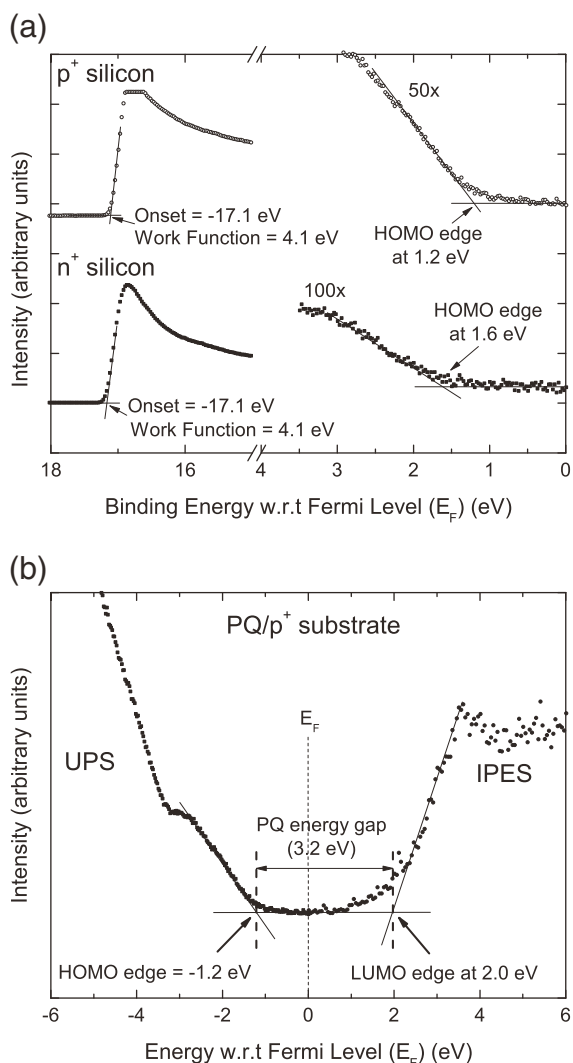 (a)
p+ silicon
50x
Onset = -17.1 eV
Work Function = 4.1 eV
HOMO edge
at 1.2 eV
n+ silicon
100x
HOMO edge
at 1.6 eV
Onset = -17.1 eV
Work Function = 4.1 eV
Intensity (arbitrary units)
18 16 4 3 2 1 0
Binding Energy w.r.t Fermi Level (EF) (eV)
(b)
PQ/p+ substrate
EF
UPS
IPES
PQ energy gap
(3.2 eV)
HOMO edge = -1.2 eV
LUMO edge at 2.0 eV
Intensity (arbitrary units)
-6 -4 -2 0 2 4 6
Energy w.r.t Fermi Level (EF) (eV)